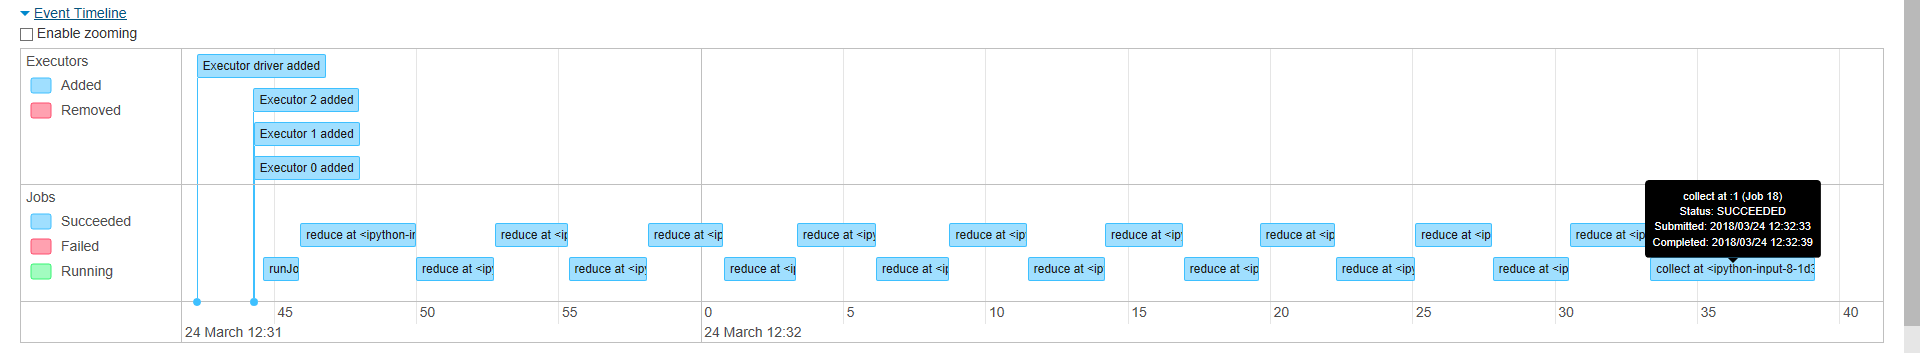 Event Timeline
Enable zooming
Executors
Added
Removed
Executor driver added
Executor 2 added
Executor 1 added
Executor 0 added
Jobs
Succeeded
Failed
Running
reduce at <ipython-in
reduce at <ip
reduce at <ip
reduce at <ipy
reduce at <ip
reduce at <ipy
reduce at <ip
reduce at <ip
reduce at <ip
collect at :1 (Job 18)
Status: SUCCEEDED
Submitted: 2018/03/24 12:32:33
Completed: 2018/03/24 12:32:39
runJo
reduce at <ipy
reduce at <ip
reduce at <i
reduce at <ip
reduce at <ip
reduce at <ip
reduce at <ipy
reduce at <ip
collect at <ipython-input-8-1d3
45 50 55 0 5 10 15 20 25 30 35 40
24 March 12:31 24 March 12:32